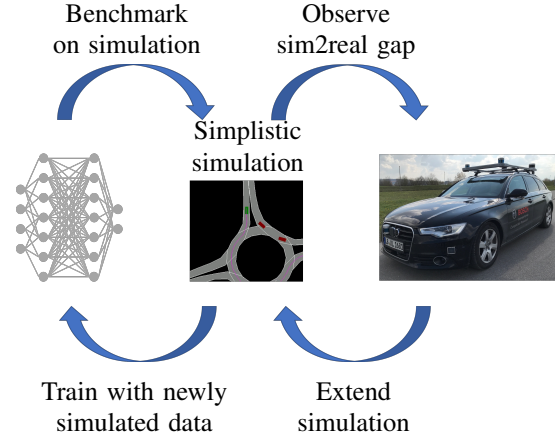 Benchmark
on simulation
Observe
sim2real gap
Simplistic
simulation
Train with newly
simulated data
Extend
simulation